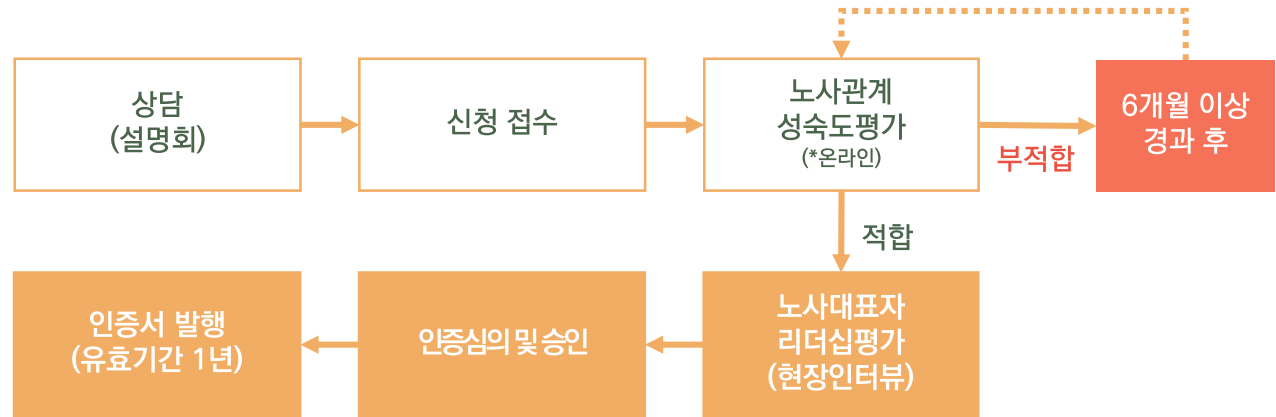 상담
(설명회)
신청 접수
노사관계
성숙도평가
(*온라인)
부적합
6개월 이상
경과 후
적합
노사대표자
리더십평가
(현장인터뷰)
인증심의 및 승인
인증서 발행
(유효기간 1년)